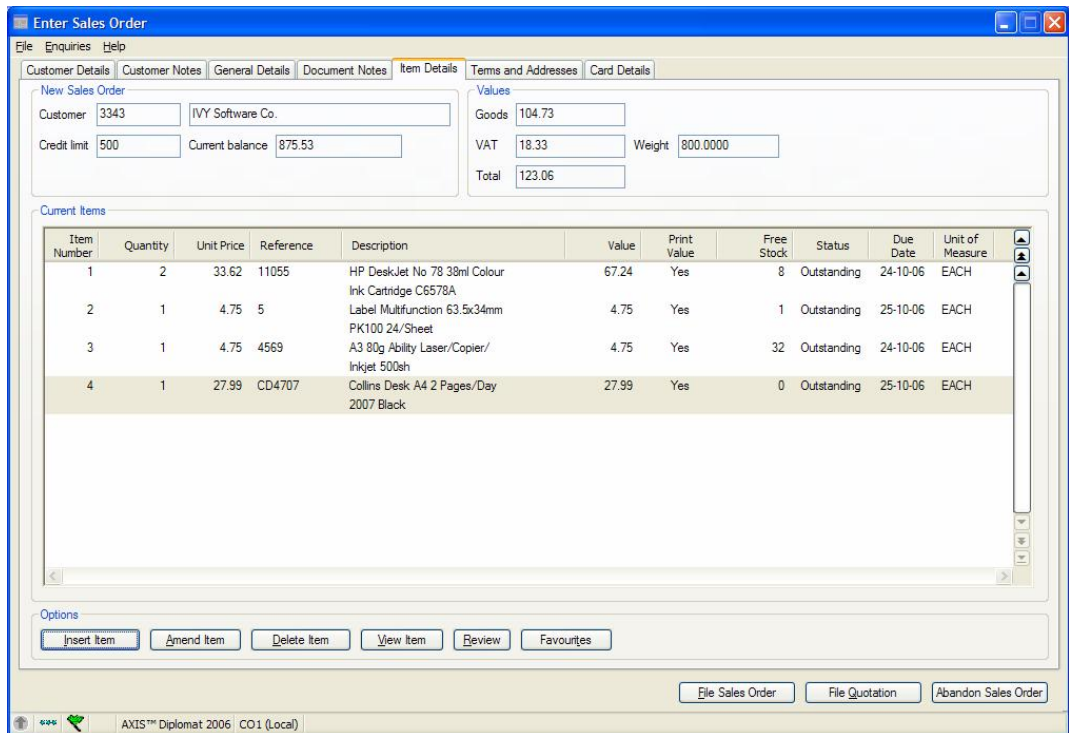 Enter Sales Order
File Enquiries Help
Customer Details Customer Notes General Details Document Notes Item Details Terms and Addresses Card Details
New Sales Order
Customer 3343 IVY Software Co.
Credit limit 500 Current balance 875.53
Values
Goods 104.73
VAT 18.33 Weight 800.0000
Total 123.06
Current Items
Item Number Quantity Unit Price Reference Description Value Print Value Free Stock Status Due Date Unit of Measure
1 2 33.62 11055 HP DeskJet No 78 38ml Colour 67.24 Yes 8 Outstanding 24-10-06 EACH
Ink Cartridge C6578A
2 1 4.75 5 Label Multifunction 63.5x34mm 4.75 Yes 1 Outstanding 25-10-06 EACH
PK100 24/Sheet
3 1 4.75 4569 A3 80g Ability Laser/Copier/ 4.75 Yes 32 Outstanding 24-10-06 EACH
Inkjet 500sh
4 1 27.99 CD4707 Collins Desk A4 2 Pages/Day 27.99 Yes 0 Outstanding 25-10-06 EACH
2007 Black
Options
Insert Item Amend Item Delete Item View Item Review Favourites
File Sales Order File Quotation Abandon Sales Order
AXIS™ Diplomat 2006 CO1 (Local)